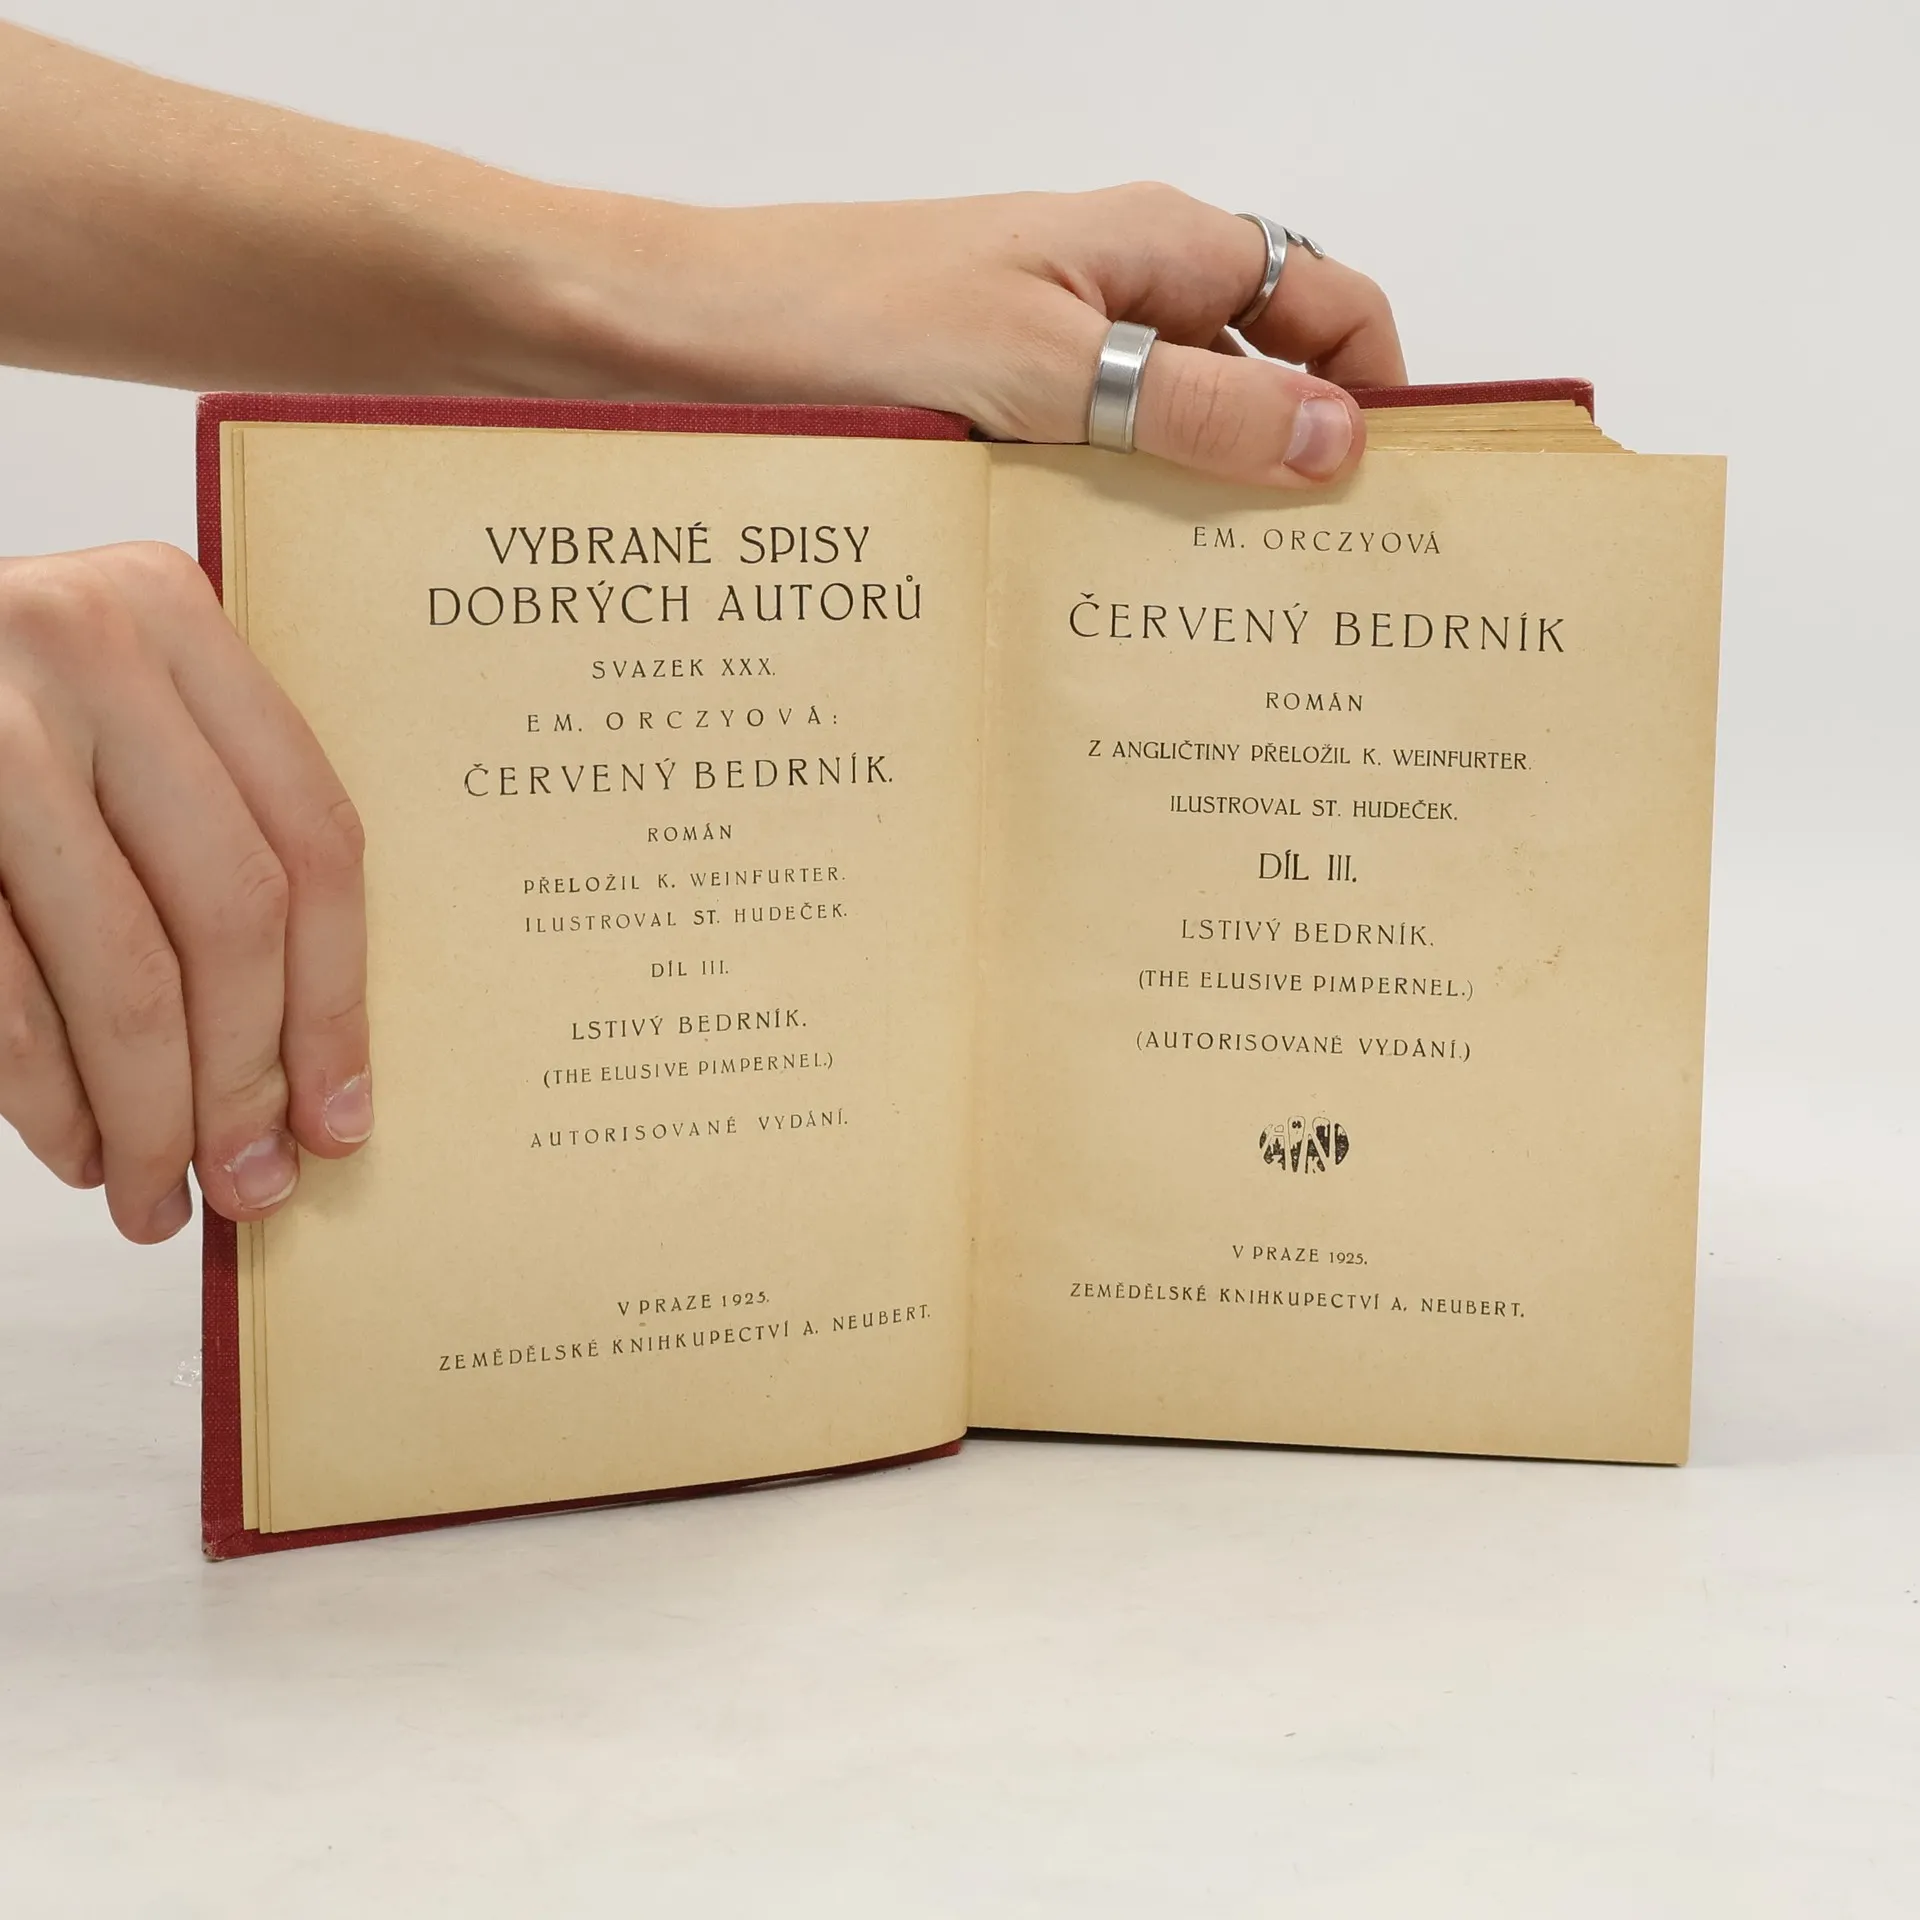 VYBRANÉ SPISY
DOBRÝCH AUTORŮ
SVAZEK XXX.
EM. ORCZYOVÁ:
ČERVENÝ BEDRNÍK.
ROMÁN
PŘELOŽIL K. WEINFURTER.
ILUSTROVAL ST. HUDEČEK.
DÍL III.
LSTIVÝ BEDRNÍK.
(THE ELUSIVE PIMPERNEL.)
AUTORISOVANÉ VYDÁNÍ.
V PRAZE 1925.
ZEMĚDĚLSKÉ KNIHKUPECTVÍ A. NEUBERT.
EM. ORCZYOVÁ
ČERVENÝ BEDRNÍK
ROMÁN
Z ANGLIČTINY PŘELOŽIL K. WEINFURTER.
ILUSTROVAL ST. HUDEČEK.
DÍL III.
LSTIVÝ BEDRNÍK.
(THE ELUSIVE PIMPERNEL.)
(AUTORISOVANÉ VYDÁNÍ.)
V PRAZE 1925.
ZEMĚDĚLSKÉ KNIHKUPECTVÍ A. NEUBERT.